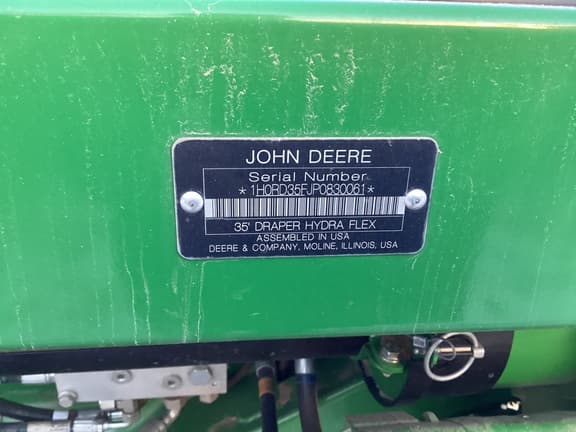 JOHN DEERE
Serial Number
*1H0RD35FJP0830061*
35' DRAPER HYDRA FLEX
ASSEMBLED IN USA
DEERE & COMPANY, MOLINE, ILLINOIS, USA